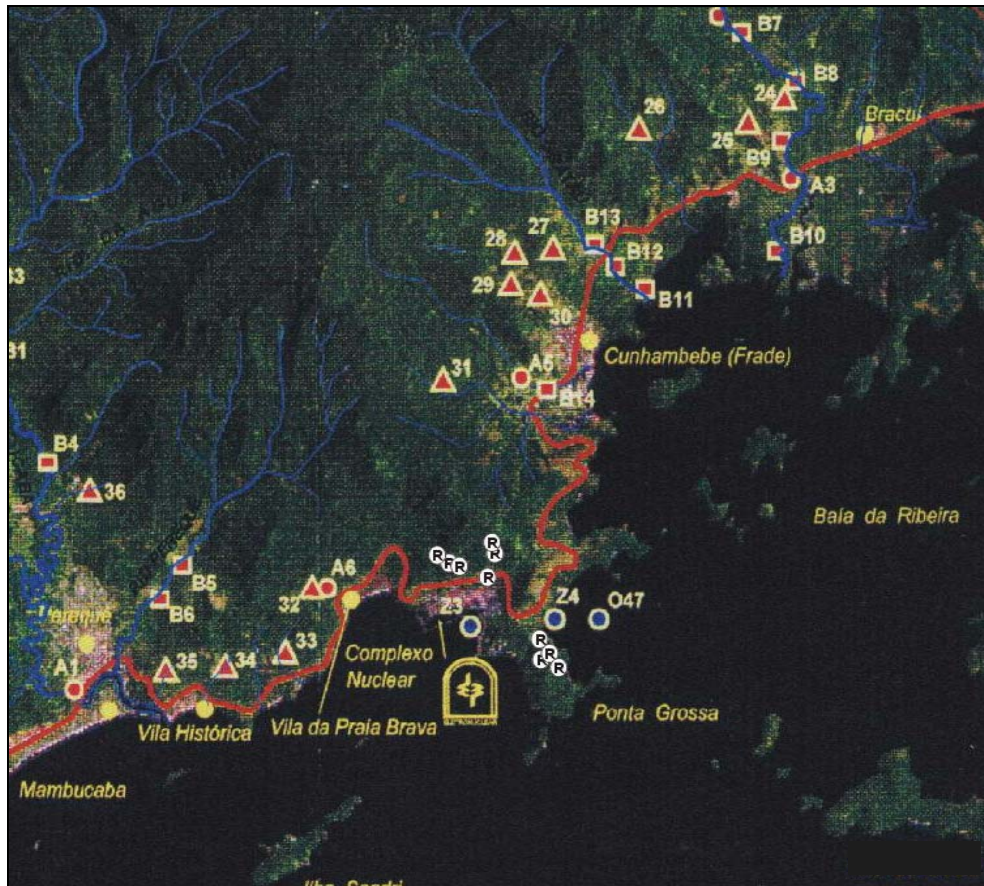 B7
B8
24
26
25
Bracuí
B9
A3
B13
27
28
B12
B10
33
29
B11
30
31
Cunhambebe (Frade)
31
A5
B14
B4
36
Baía da Ribeira
R
R
R
R
R
R
B5
A6
32
B6
Z3
Z4
O47
R
R
R
R
33
Complexo
Nuclear
35
34
A1
Ponta Grossa
Vila Histórica
Vila da Praia Brava
Mambucaba